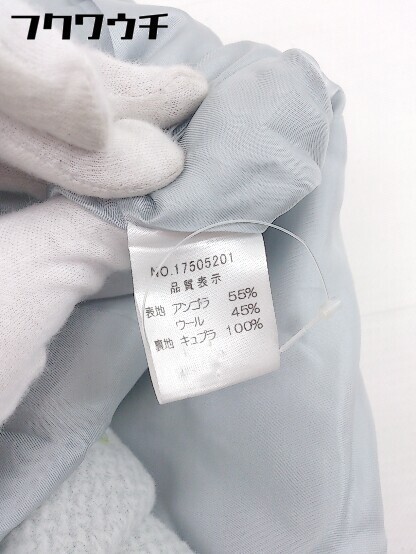 フクワウチ
NO.17505201
品質表示
表地 アンゴラ 55%
ウール 45%
裏地 キュプラ 100%